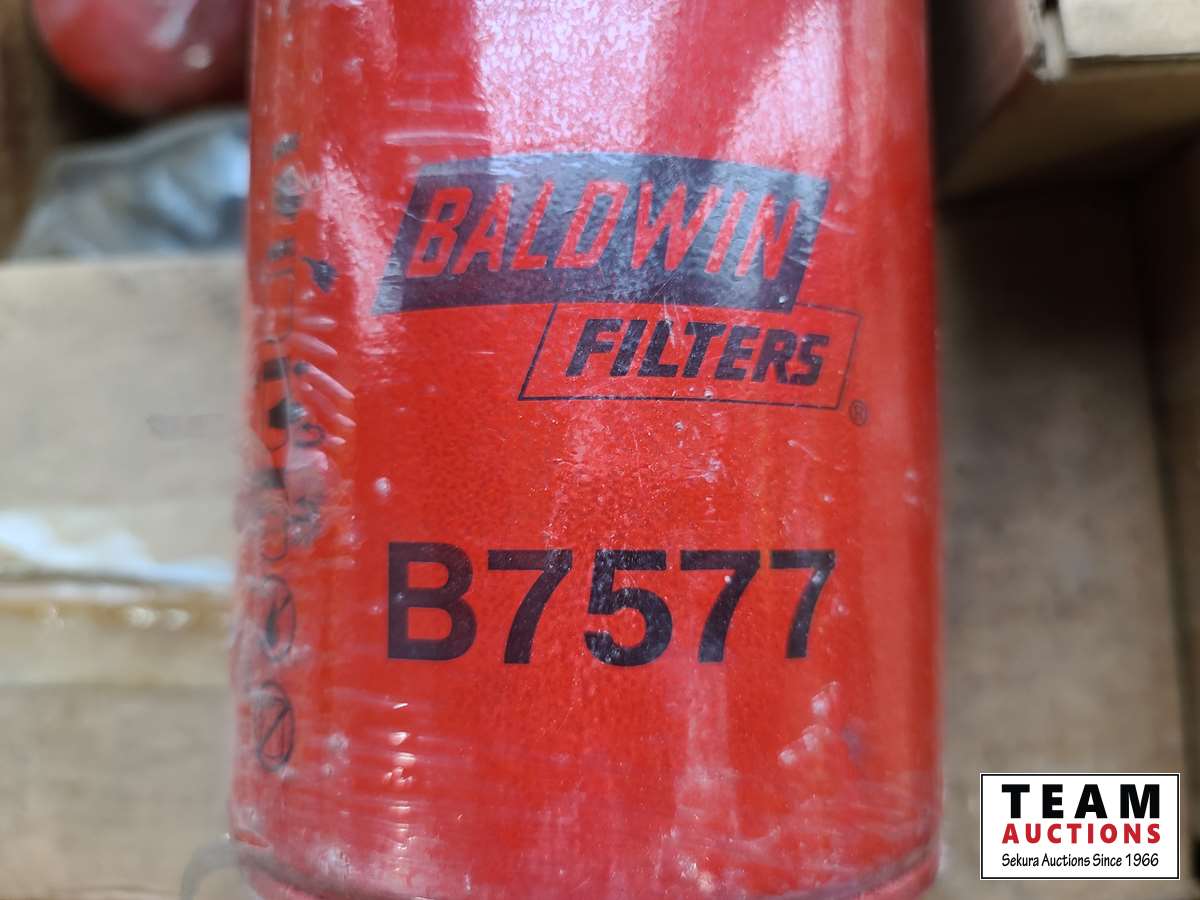 BALDWIN
FILTERS
®
B7577
TEAM
AUCTIONS
Sekura Auctions Since 1966